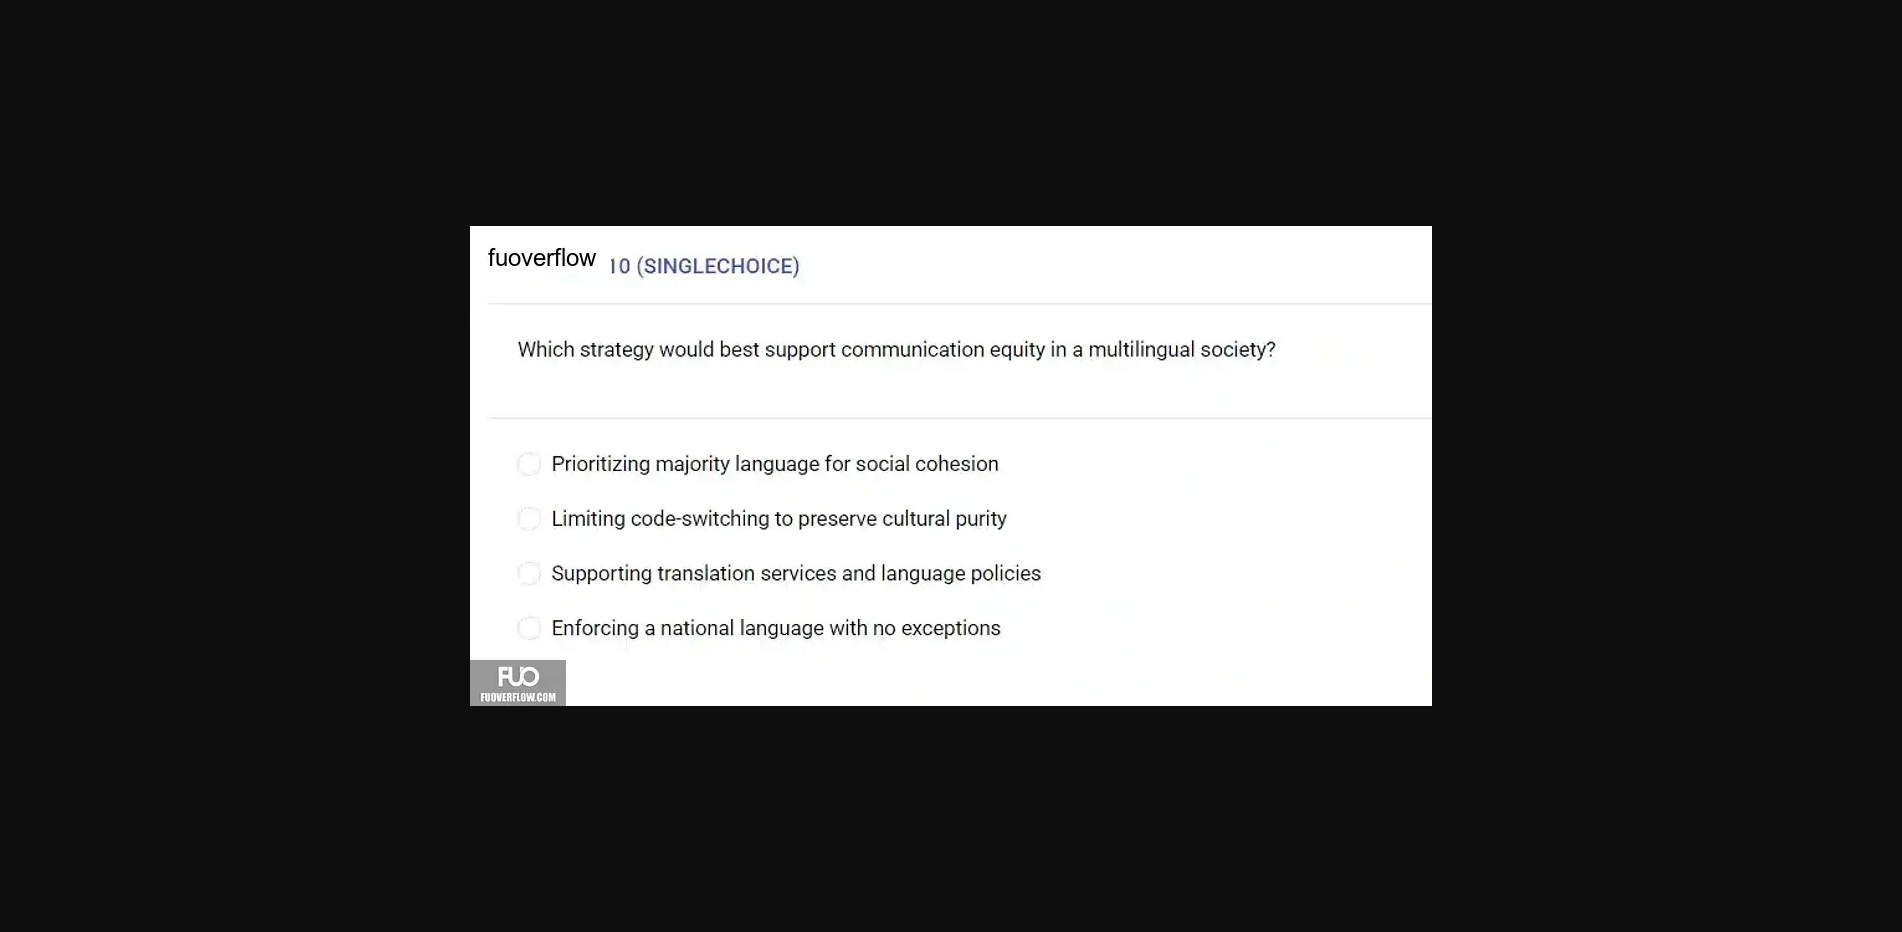 fuoverflow 10 (SINGLECHOICE)
Which strategy would best support communication equity in a multilingual society?
Prioritizing majority language for social cohesion
Limiting code-switching to preserve cultural purity
Supporting translation services and language policies
Enforcing a national language with no exceptions
FUO
FUOVERFLOW.COM